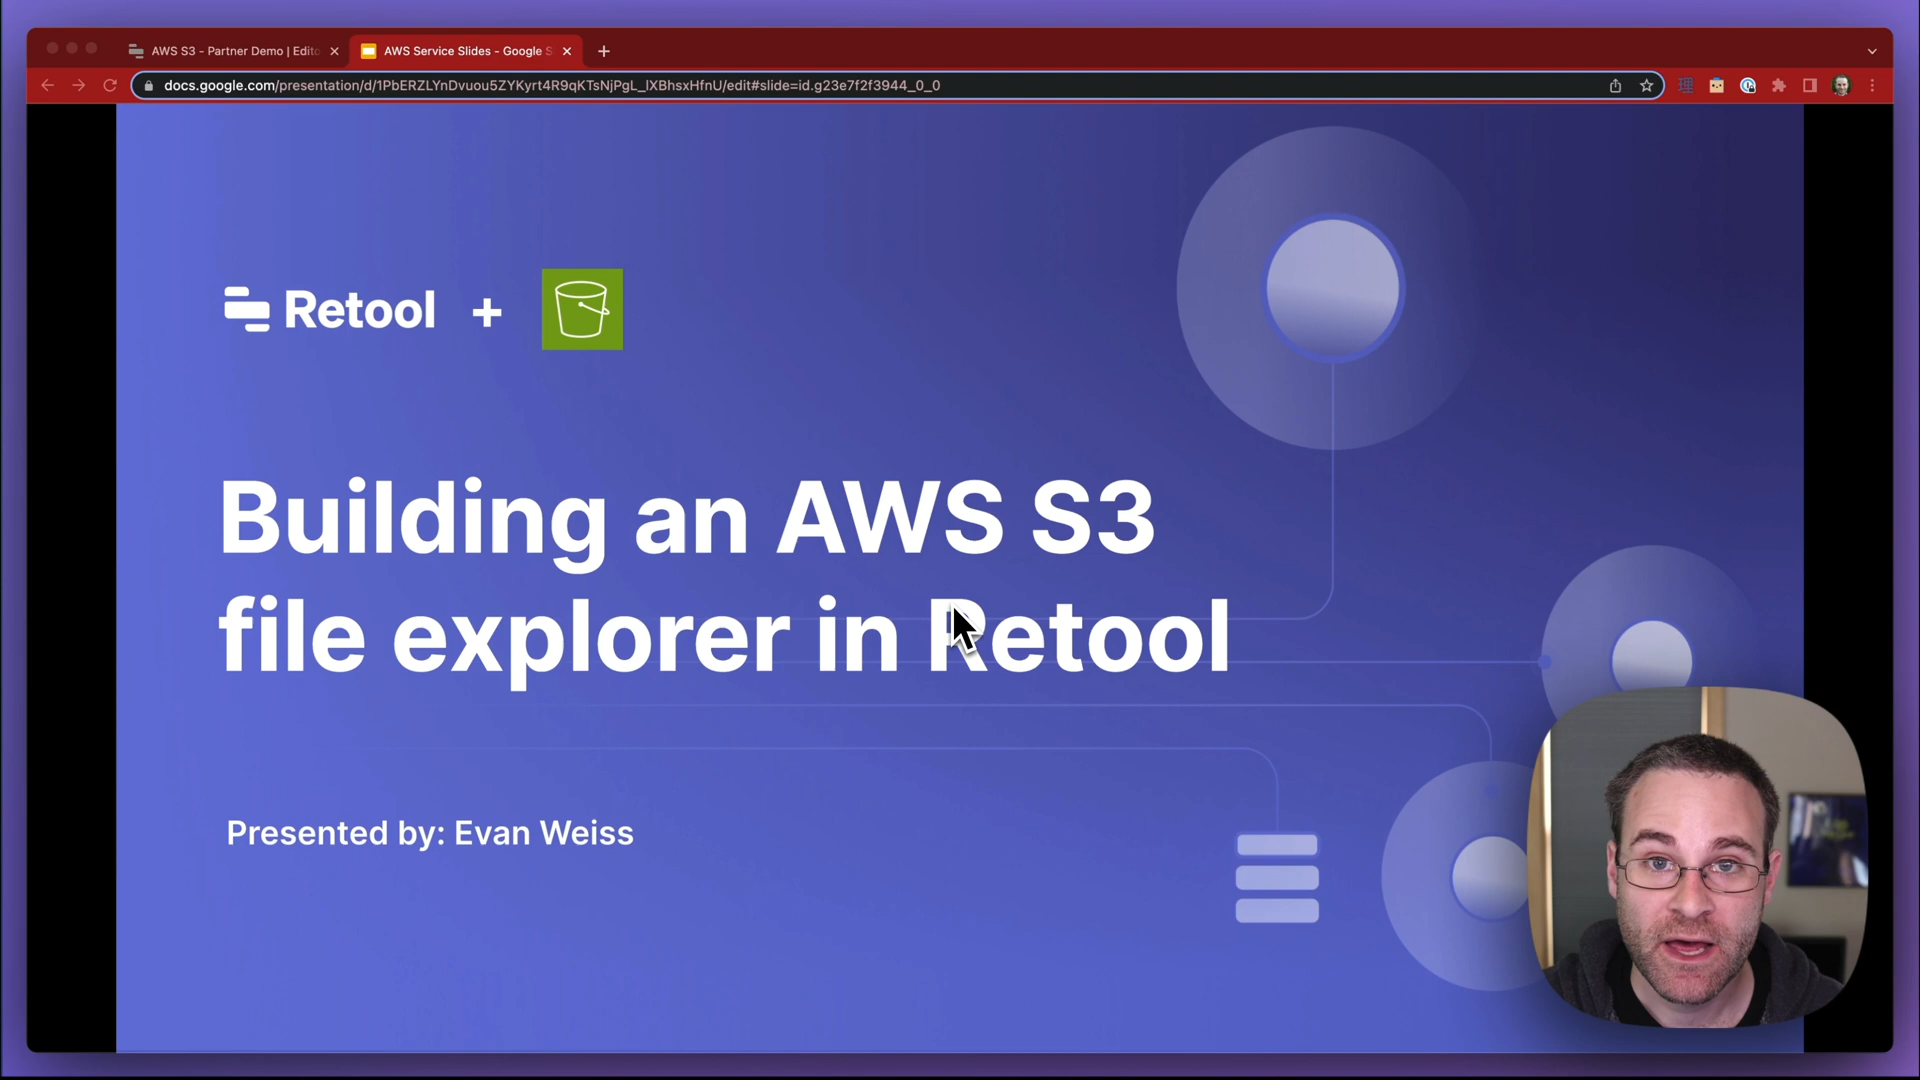 AWS S3 - Partner Demo | Edito
AWS Service Slides - Google S
docs.google.com/presentation/d/1PbERZLYnDvuou5ZYKyrt4R9qKTsNjPgL_lXBhsxHfnU/edit#slide=id.g23e7f2f3944_0_0
Retool +
Building an AWS S3
file explorer in Retool
Presented by: Evan Weiss